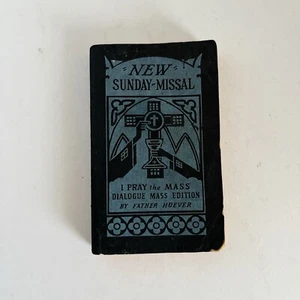 NEW
SUNDAY-MISSAL
I PRAY the MASS
DIALOGUE MASS EDITION
BY FATHER HOEVER